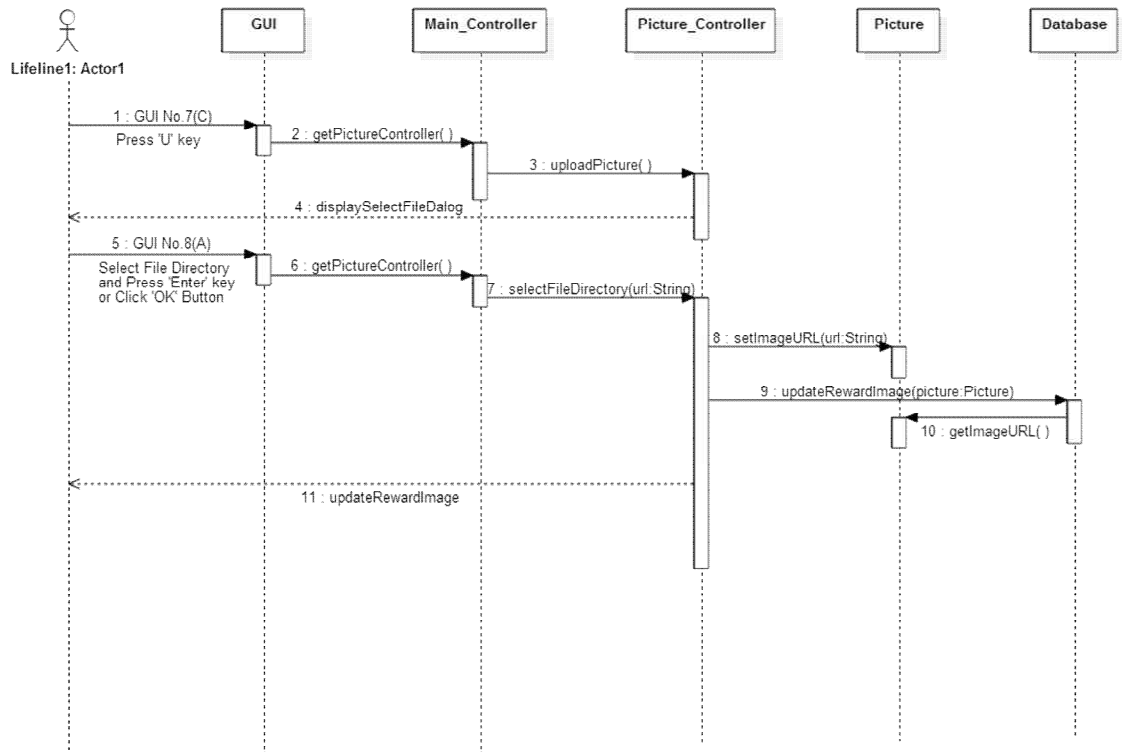 GUI
Main_Controller
Picture_Controller
Picture
Database
Lifeline1: Actor1
1 : GUI No.7(C)
Press 'U' key
2 : getPictureController( )
3 : uploadPicture( )
4 : displaySelectFileDalog
5 : GUI No.8(A)
Select File Directory
and Press 'Enter' key
or Click 'OK' Button
6 : getPictureController( )
7 : selectFileDirectory(url:String)
8 : setImageURL(url:String)
9 : updateRewardImage(picture:Picture)
10 : getImageURL( )
11 : updateRewardImage